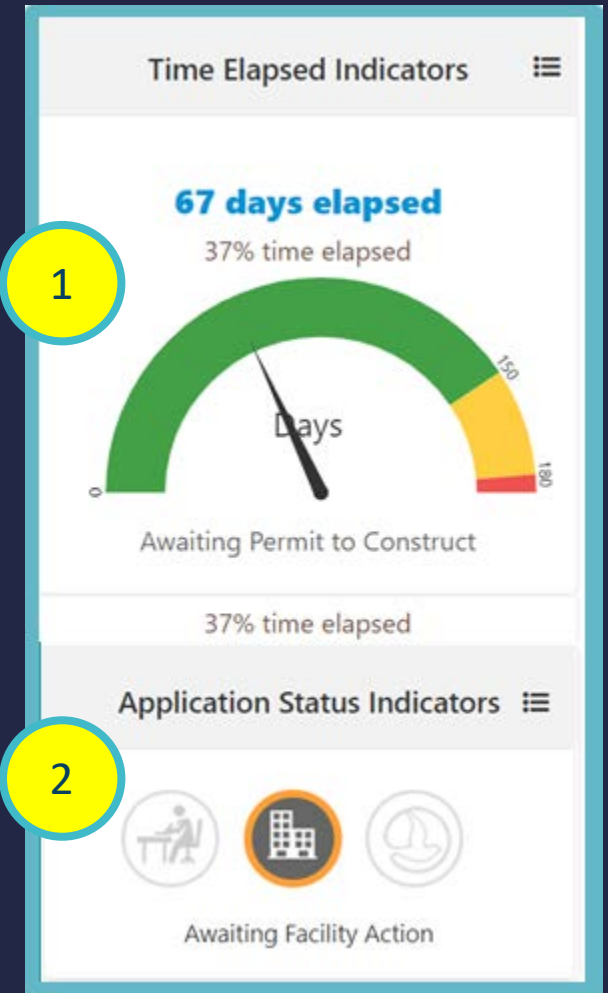 Time Elapsed Indicators
67 days elapsed
1
37% time elapsed
150
Days
180
0
Awaiting Permit to Construct
37% time elapsed
Application Status Indicators
2
Awaiting Facility Action